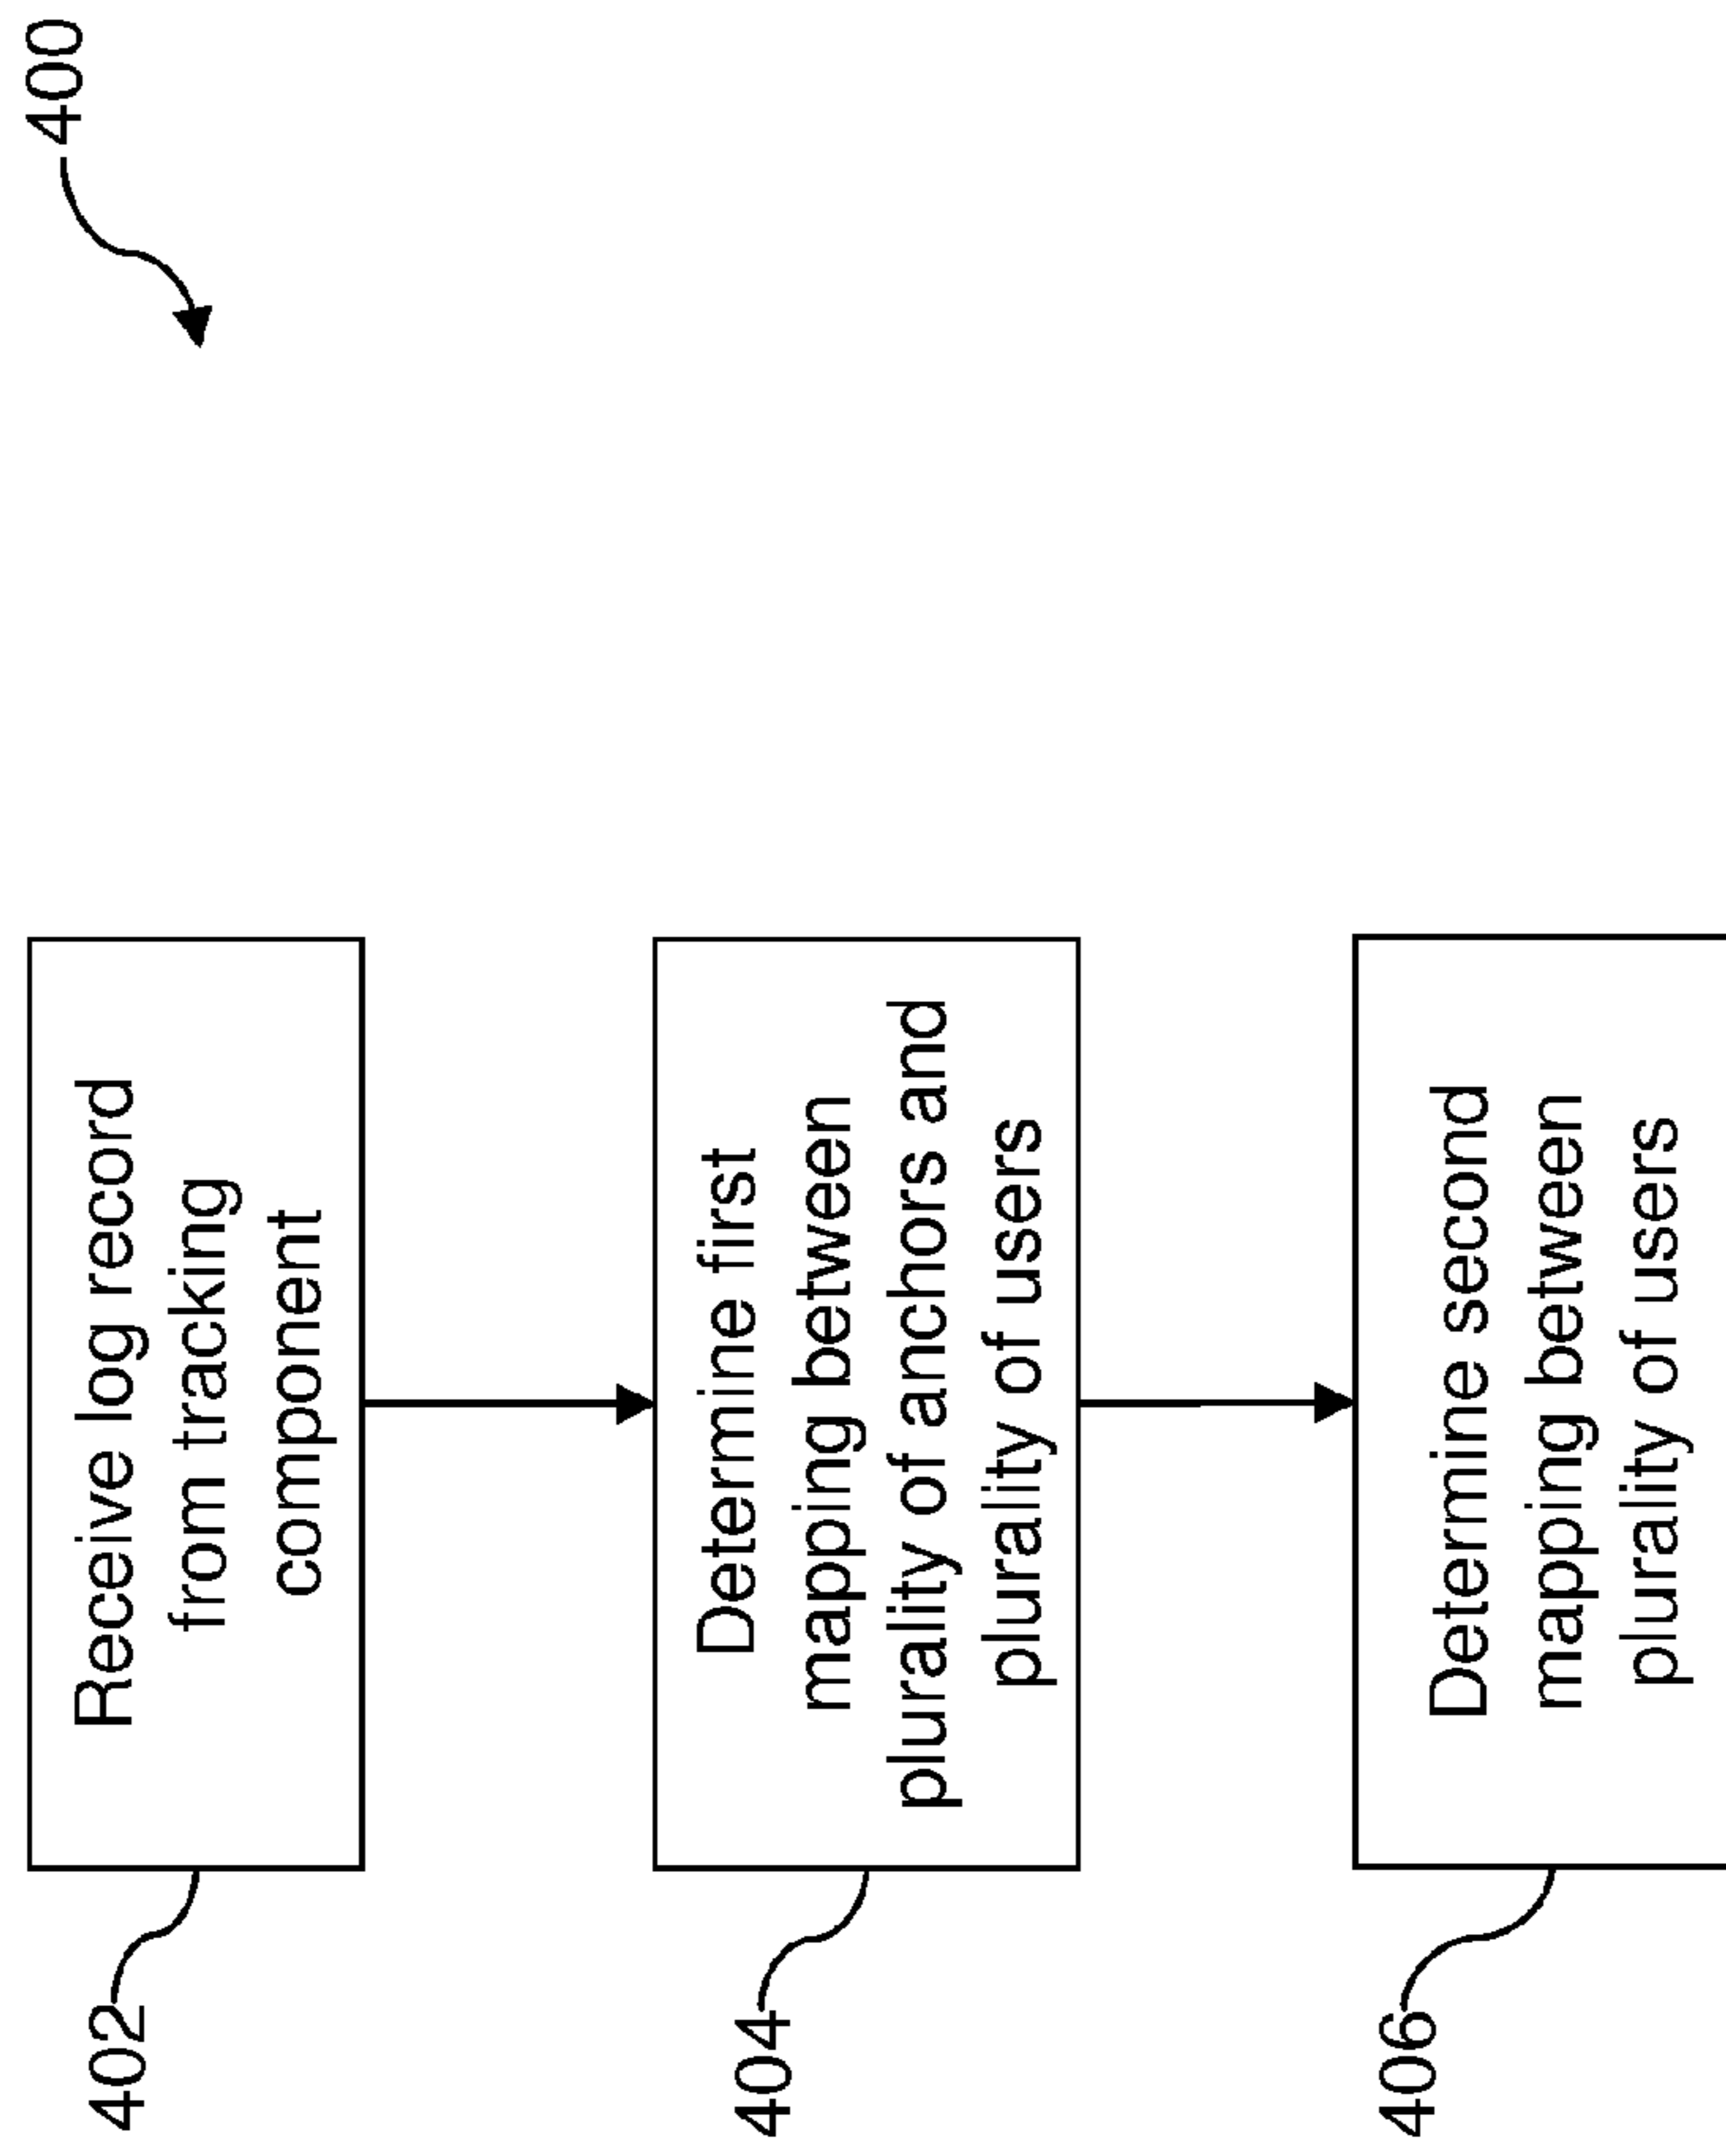 400
402
Receive log record
from tracking
component
404
Determine first
mapping between
plurality of anchors and
plurality of users
406
Determine second
mapping between
plurality of users